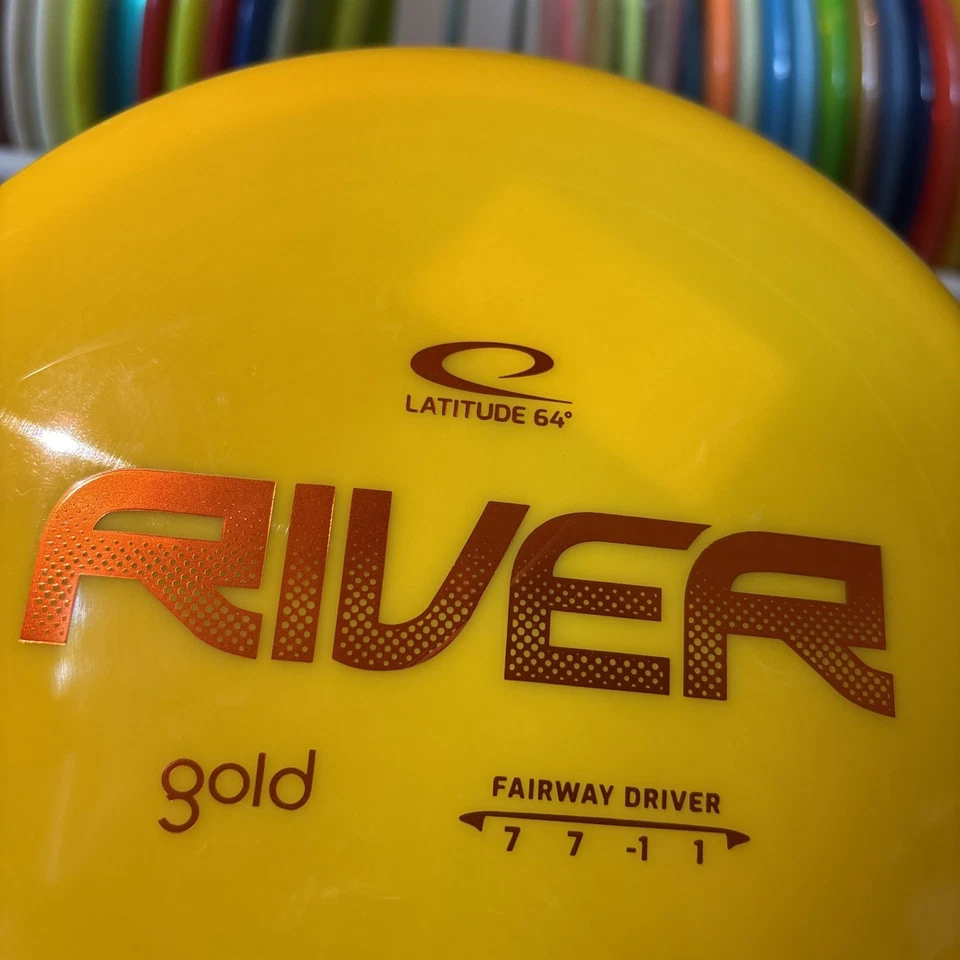 LATITUDE 64°
RIVER
gold
FAIRWAY DRIVER
7 7 -1 1